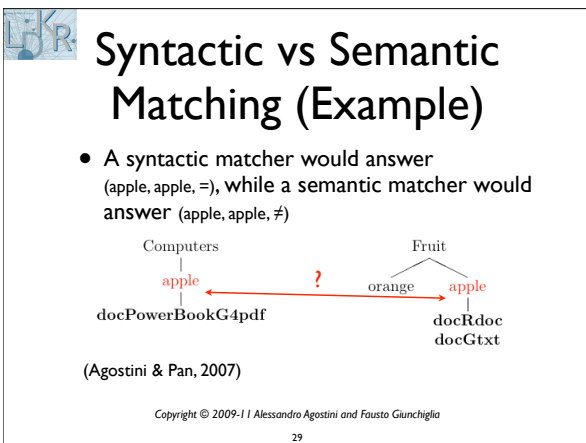 LDKR
Syntactic vs Semantic
Matching (Example)
• A syntactic matcher would answer
(apple, apple, =), while a semantic matcher would
answer (apple, apple, ≠)
Computers
apple
docPowerBookG4pdf
?
Fruit
orange apple
docRdoc
docGtxt
(Agostini & Pan, 2007)
Copyright © 2009-11 Alessandro Agostini and Fausto Giunchiglia
29